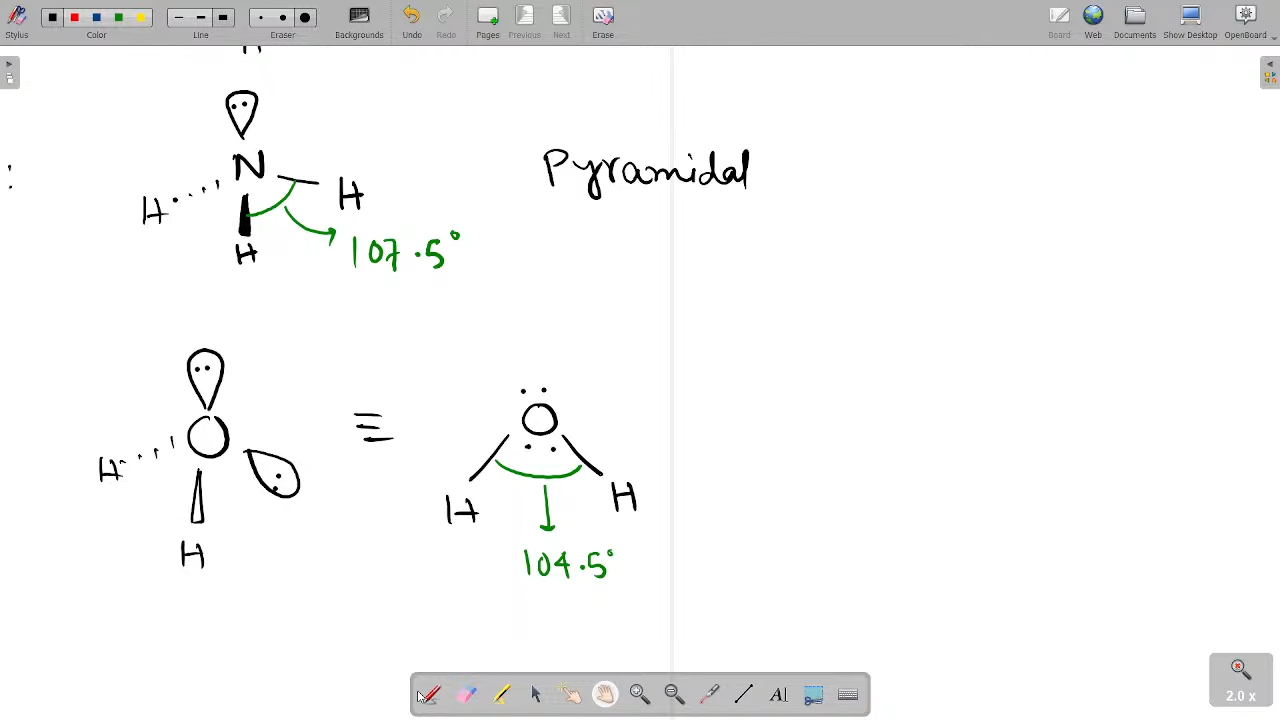 Stylus Color Line Eraser Backgrounds Undo Redo Pages Previous Next Erase Board Web Documents Show Desktop OpenBoard
H
N
Pyramidal
:
H
H
H
107.5°
O
≡
O
H
H
H
H
104.5°
AI
2.0 x